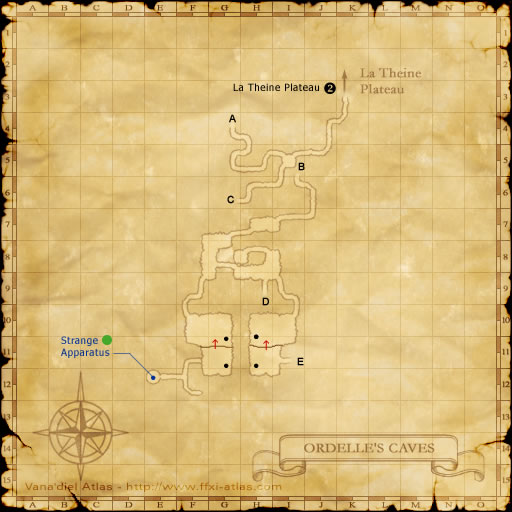 A B C D E F G H I J K L M N O
1
2
3
4
5
6
7
8
9
10
11
12
13
14
15
La Theine
Plateau
La Theine Plateau 2
A
B
C
D
E
Strange
Apparatus
ORDELLE'S CAVES
Vana'diel Atlas - http://www.ffxi-atlas.com
A B C D E F G H I J K L M N O